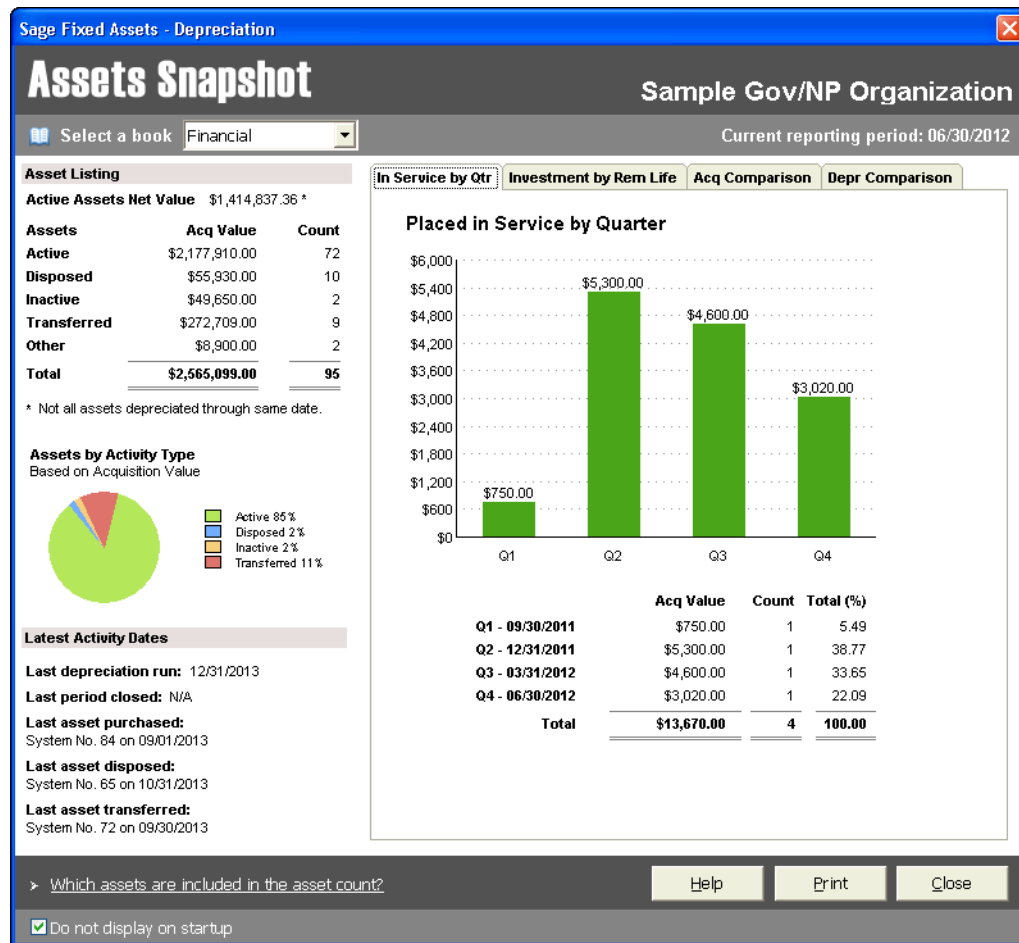 Sage Fixed Assets - Depreciation
Assets Snapshot
Sample Gov/NP Organization
Select a book Financial
Current reporting period: 06/30/2012
Asset Listing
Active Assets Net Value $1,414,837.36 *
Assets Acq Value Count
Active $2,177,910.00 72
Disposed $55,930.00 10
Inactive $49,650.00 2
Transferred $272,709.00 9
Other $8,900.00 2
Total $2,565,099.00 95
* Not all assets depreciated through same date.
Assets by Activity Type
Based on Acquisition Value
Active 85%
Disposed 2%
Inactive 2%
Transferred 11%
Latest Activity Dates
Last depreciation run: 12/31/2013
Last period closed: N/A
Last asset purchased:
System No. 84 on 09/01/2013
Last asset disposed:
System No. 65 on 10/31/2013
Last asset transferred:
System No. 72 on 09/30/2013
In Service by Qtr Investment by Rem Life Acq Comparison Depr Comparison
Placed in Service by Quarter
$6,000
$5,400
$4,800
$4,200
$3,600
$3,000
$2,400
$1,800
$1,200
$600
$0
$750.00
$5,300.00
$4,600.00
$3,020.00
Q1 Q2 Q3 Q4
Acq Value Count Total (%)
Q1 - 09/30/2011 $750.00 1 5.49
Q2 - 12/31/2011 $5,300.00 1 38.77
Q3 - 03/31/2012 $4,600.00 1 33.65
Q4 - 06/30/2012 $3,020.00 1 22.09
Total $13,670.00 4 100.00
Which assets are included in the asset count?
Help Print Close
Do not display on startup